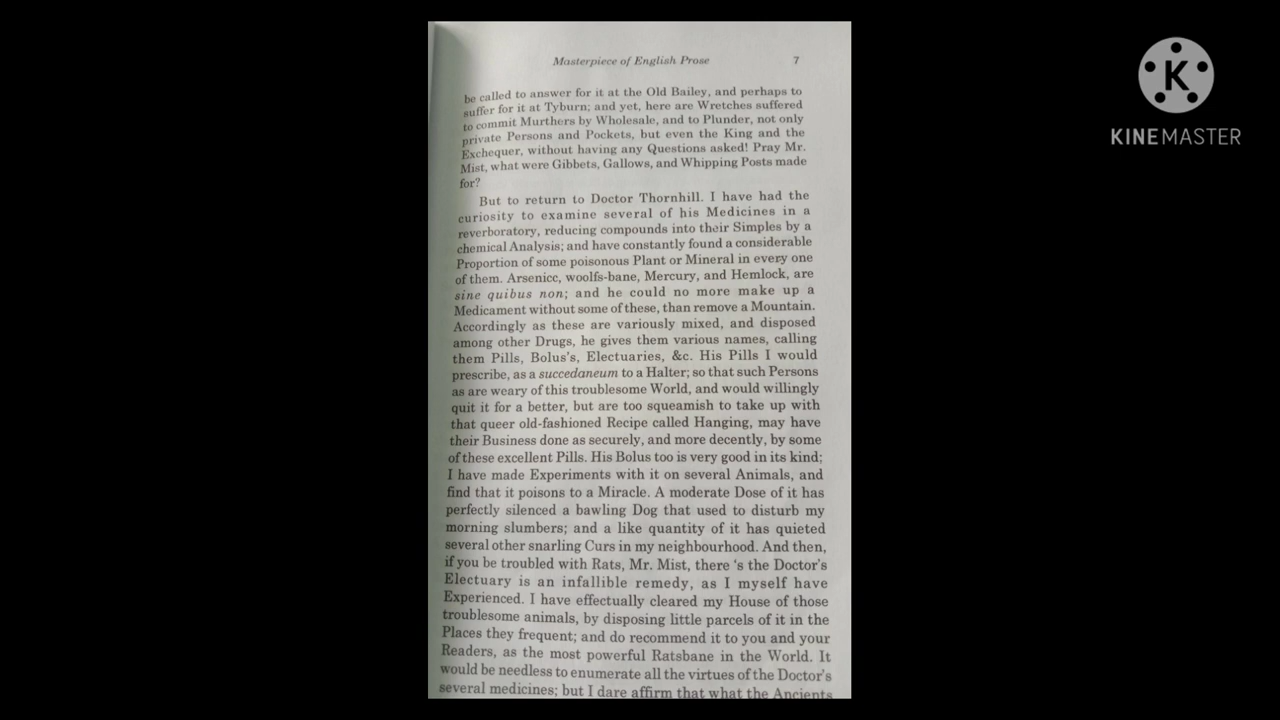 Masterpiece of English Prose 7
be called to answer for it at the Old Bailey, and perhaps to
suffer for it at Tyburn; and yet, here are Wretches suffered
to commit Murthers by Wholesale, and to Plunder, not only
private Persons and Pockets, but even the King and the
Exchequer, without having any Questions asked! Pray Mr.
Mist, what were Gibbets, Gallows, and Whipping Posts made
for?
But to return to Doctor Thornhill. I have had the
curiosity to examine several of his Medicines in a
reverboratory, reducing compounds into their Simples by a
chemical Analysis; and have constantly found a considerable
Proportion of some poisonous Plant or Mineral in every one
of them. Arsenicc, woolfs-bane, Mercury, and Hemlock, are
sine quibus non; and he could no more make up a
Medicament without some of these, than remove a Mountain.
Accordingly as these are variously mixed, and disposed
among other Drugs, he gives them various names, calling
them Pills, Bolus's, Electuaries, &c. His Pills I would
prescribe, as a succedaneum to a Halter; so that such Persons
as are weary of this troublesome World, and would willingly
quit it for a better, but are too squeamish to take up with
that queer old-fashioned Recipe called Hanging, may have
their Business done as securely, and more decently, by some
of these excellent Pills. His Bolus too is very good in its kind;
I have made Experiments with it on several Animals, and
find that it poisons to a Miracle. A moderate Dose of it has
perfectly silenced a bawling Dog that used to disturb my
morning slumbers; and a like quantity of it has quieted
several other snarling Curs in my neighbourhood. And then,
if you be troubled with Rats, Mr. Mist, there 's the Doctor's
Electuary is an infallible remedy, as I myself have
Experienced. I have effectually cleared my House of those
troublesome animals, by disposing little parcels of it in the
Places they frequent; and do recommend it to you and your
Readers, as the most powerful Ratsbane in the World. It
would be needless to enumerate all the virtues of the Doctor's
several medicines; but I dare affirm that what the Ancients
K
KINEMASTER